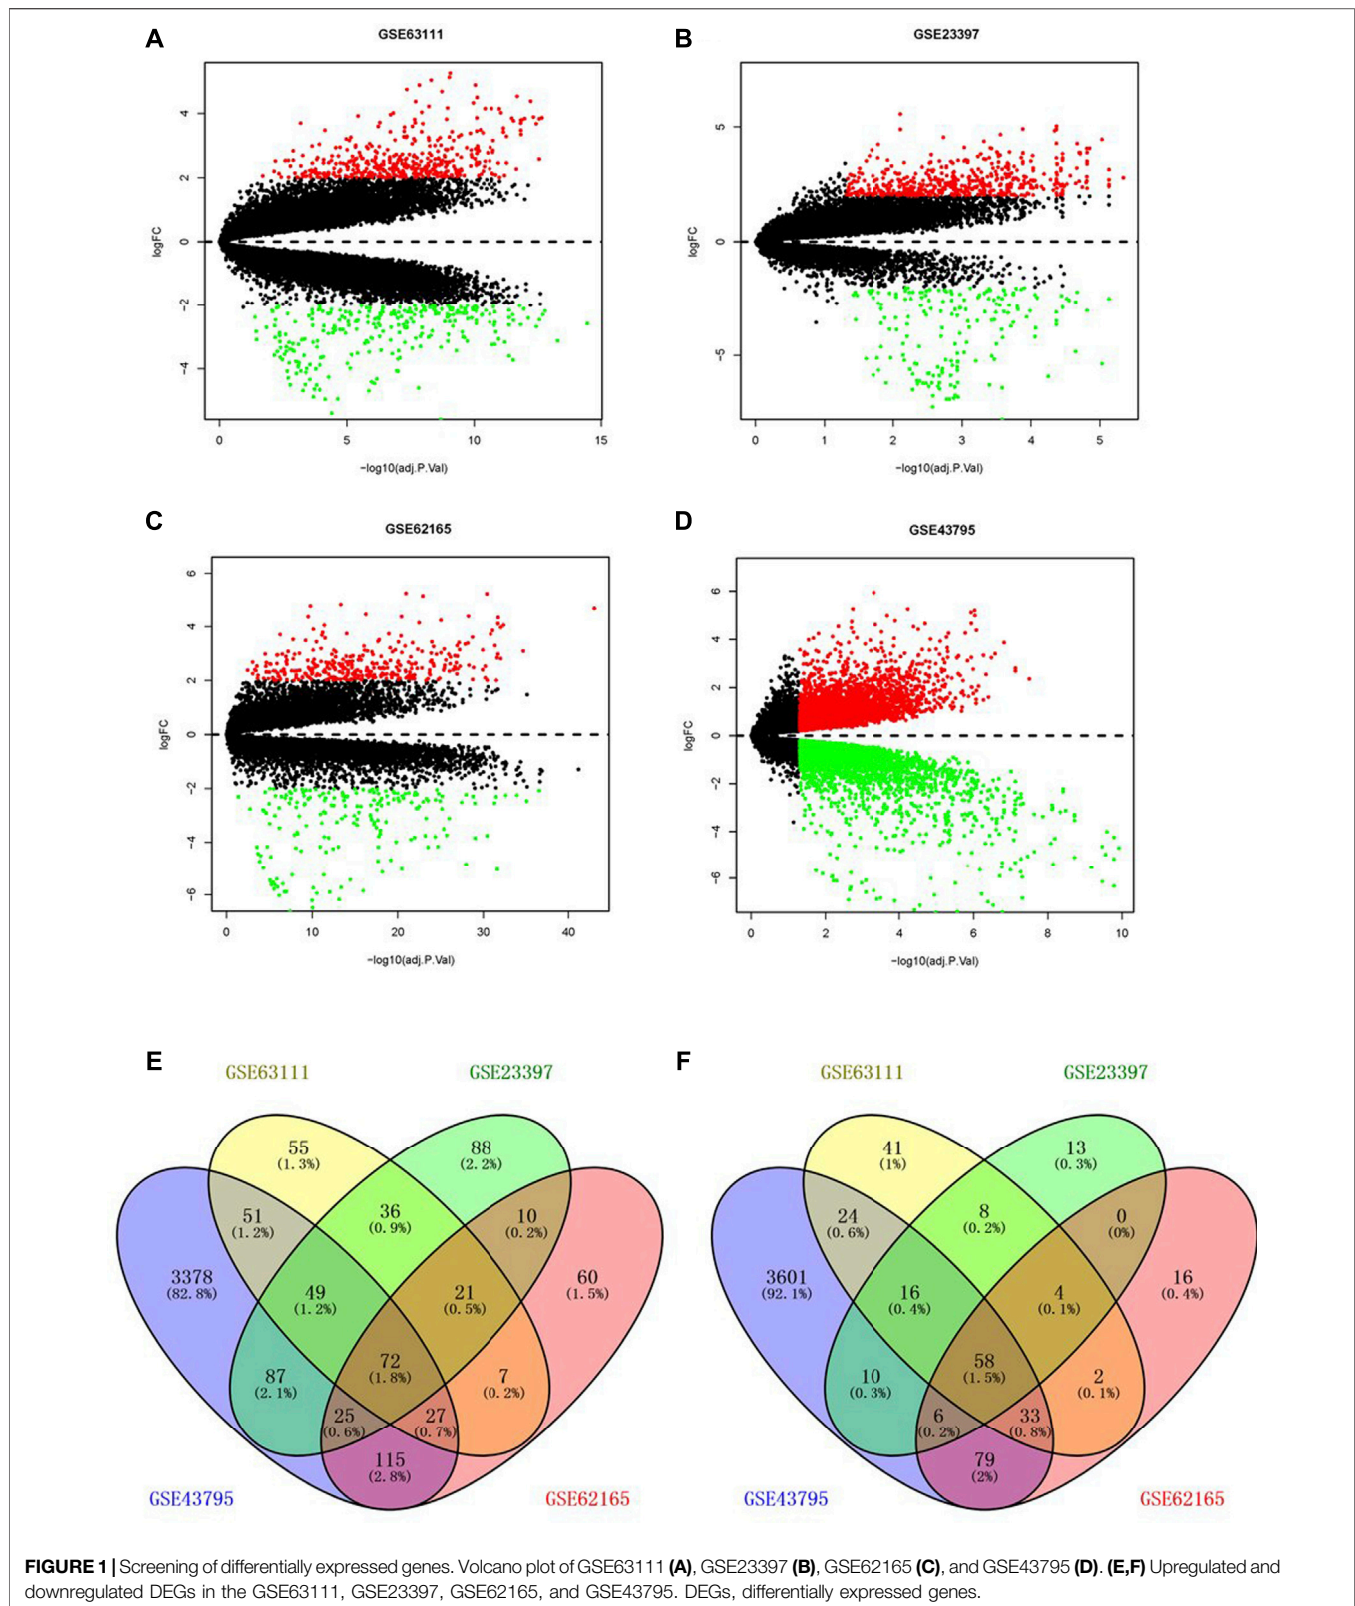 A
GSE63111
logFC
4
2
0
−2
−4
0 5 10 15
−log10(adj.P.Val)
B
GSE23397
logFC
5
0
−5
0 1 2 3 4 5
−log10(adj.P.Val)
C
GSE62165
logFC
6
4
2
0
−2
−4
−6
0 10 20 30 40
−log10(adj.P.Val)
D
GSE43795
logFC
6
4
2
0
−2
−4
−6
0 2 4 6 8 10
−log10(adj.P.Val)
E
GSE63111
GSE23397
55
(1.3%)
88
(2.2%)
51
(1.2%)
36
(0.9%)
10
(0.2%)
3378
(82.8%)
49
(1.2%)
21
(0.5%)
60
(1.5%)
87
(2.1%)
72
(1.8%)
7
(0.2%)
25
(0.6%)
27
(0.7%)
115
(2.8%)
GSE43795
GSE62165
F
GSE63111
GSE23397
41
(1%)
13
(0.3%)
24
(0.6%)
8
(0.2%)
0
(0%)
3601
(92.1%)
16
(0.4%)
4
(0.1%)
16
(0.4%)
10
(0.3%)
58
(1.5%)
2
(0.1%)
6
(0.2%)
33
(0.8%)
79
(2%)
GSE43795
GSE62165
FIGURE 1 | Screening of differentially expressed genes. Volcano plot of GSE63111 (A), GSE23397 (B), GSE62165 (C), and GSE43795 (D). (E,F) Upregulated and
downregulated DEGs in the GSE63111, GSE23397, GSE62165, and GSE43795. DEGs, differentially expressed genes.